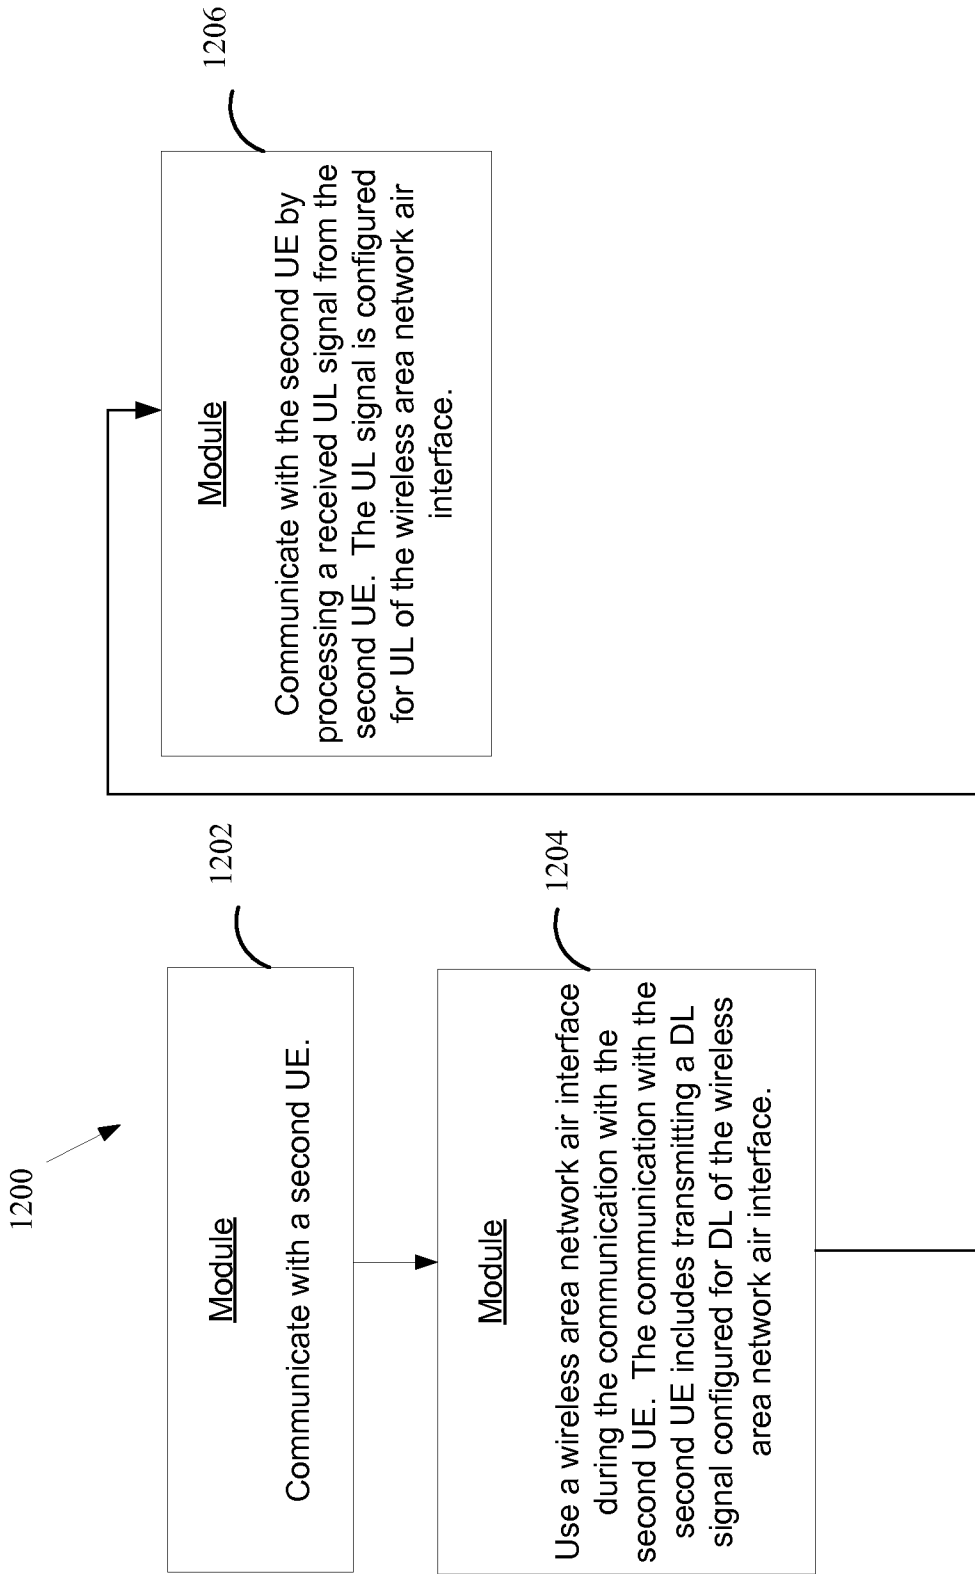 1200
1202
Module
Communicate with a second UE.
1204
Module
Use a wireless area network air interface
during the communication with the
second UE. The communication with the
second UE includes transmitting a DL
signal configured for DL of the wireless
area network air interface.
1206
Module
Communicate with the second UE by
processing a received UL signal from the
second UE. The UL signal is configured
for UL of the wireless area network air
interface.